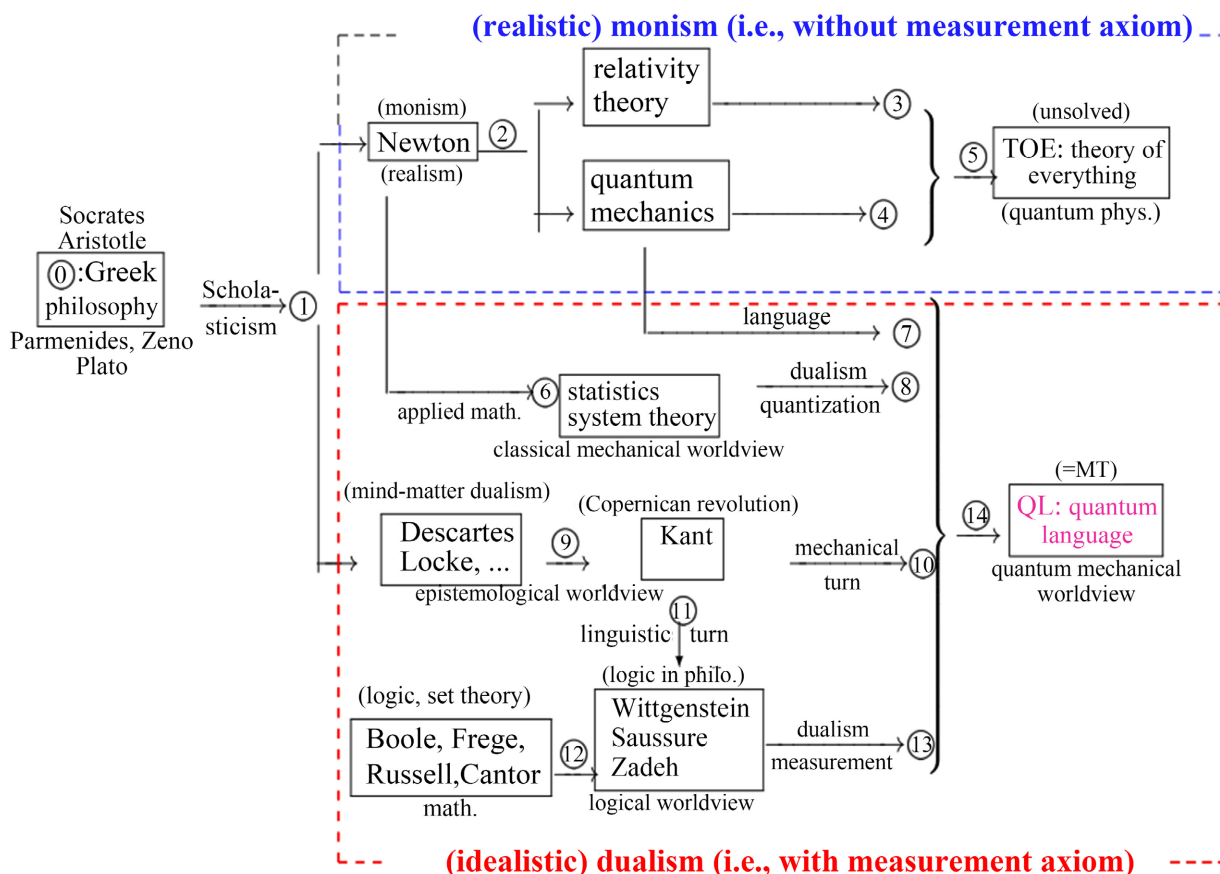 (realistic) monism (i.e., without measurement axiom)
relativity
theory
③
(monism)
Newton
②
(realism)
quantum
mechanics
④
(unsolved)
⑤
TOE: theory of
everything
(quantum phys.)
Socrates
Aristotle
⓪:Greek
philosophy
Parmenides, Zeno
Plato
Schola-
sticism
①
language
⑦
applied math.
⑥
statistics
system theory
classical mechanical worldview
dualism
quantization
⑧
(mind-matter dualism)
Descartes
Locke, ...
⑨
epistemological worldview
(Copernican revolution)
Kant
mechanical
turn
⑩
⑪
linguistic turn
(=MT)
⑭
QL: quantum
language
quantum mechanical
worldview
(logic, set theory)
Boole, Frege,
Russell,Cantor
math.
⑫
(logic in philo.)
Wittgenstein
Saussure
Zadeh
logical worldview
dualism
measurement
⑬
(idealistic) dualism (i.e., with measurement axiom)